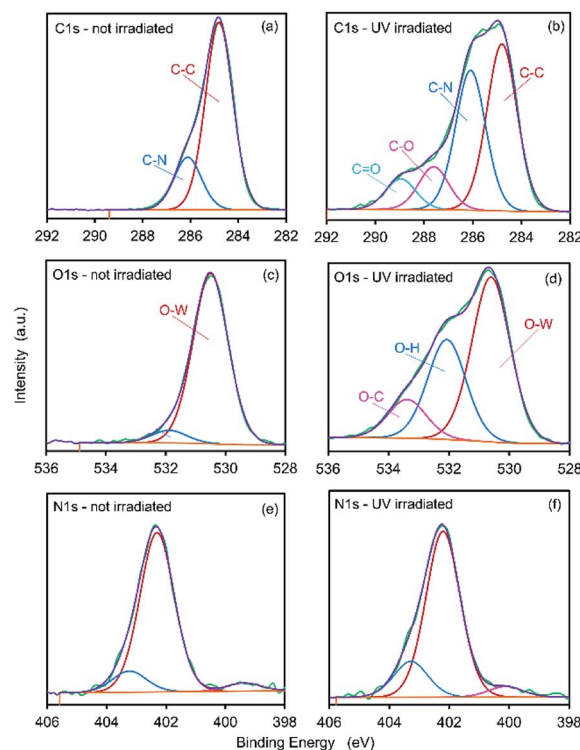 C1s - not irradiated (a)
C-C
C-N
292 290 288 286 284 282
C1s - UV irradiated (b)
C-N
C-C
C-O
C=O
292 290 288 286 284 282
O1s - not irradiated (c)
O-W
536 534 532 530 528
O1s - UV irradiated (d)
O-W
O-H
O-C
536 534 532 530 528
Intensity (a.u.)
N1s - not irradiated (e)
406 404 402 400 398
N1s - UV irradiated (f)
406 404 402 400 398
Binding Energy (eV)